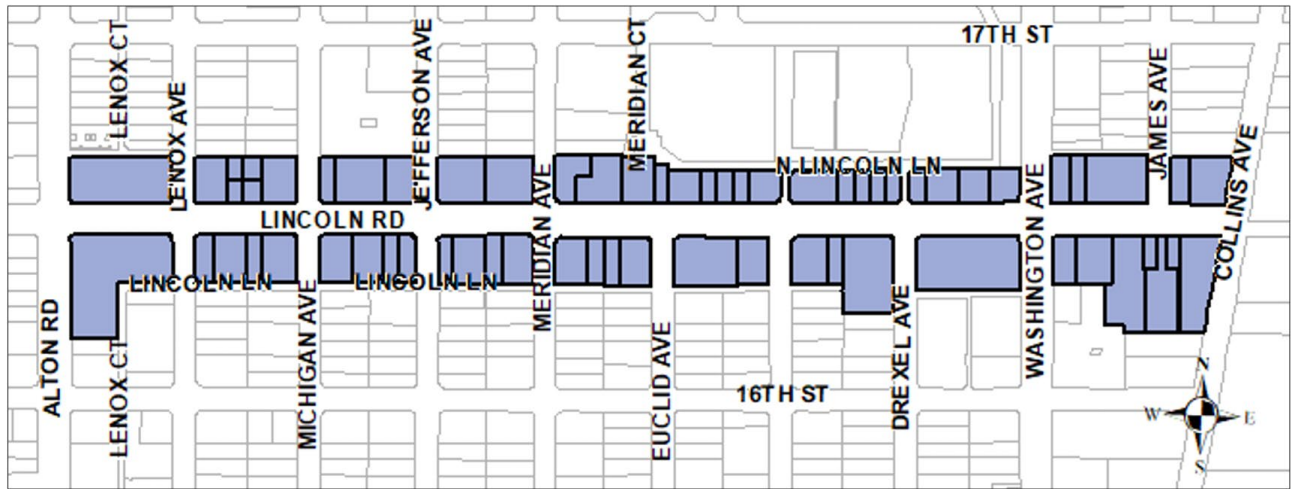 LENOX CT
LENOX AVE
JEFFERSON AVE
MERIDIAN CT
17TH ST
JAMES AVE
COLLINS AVE
N LINCOLN LN
LINCOLN RD
LINCOLN LN
LINCOLN LN
MERIDIAN AVE
WASHINGTON AVE
ALTON RD
LENOX CT
MICHIGAN AVE
EUCLID AVE
16TH ST
DREXEL AVE
N
W
E
S